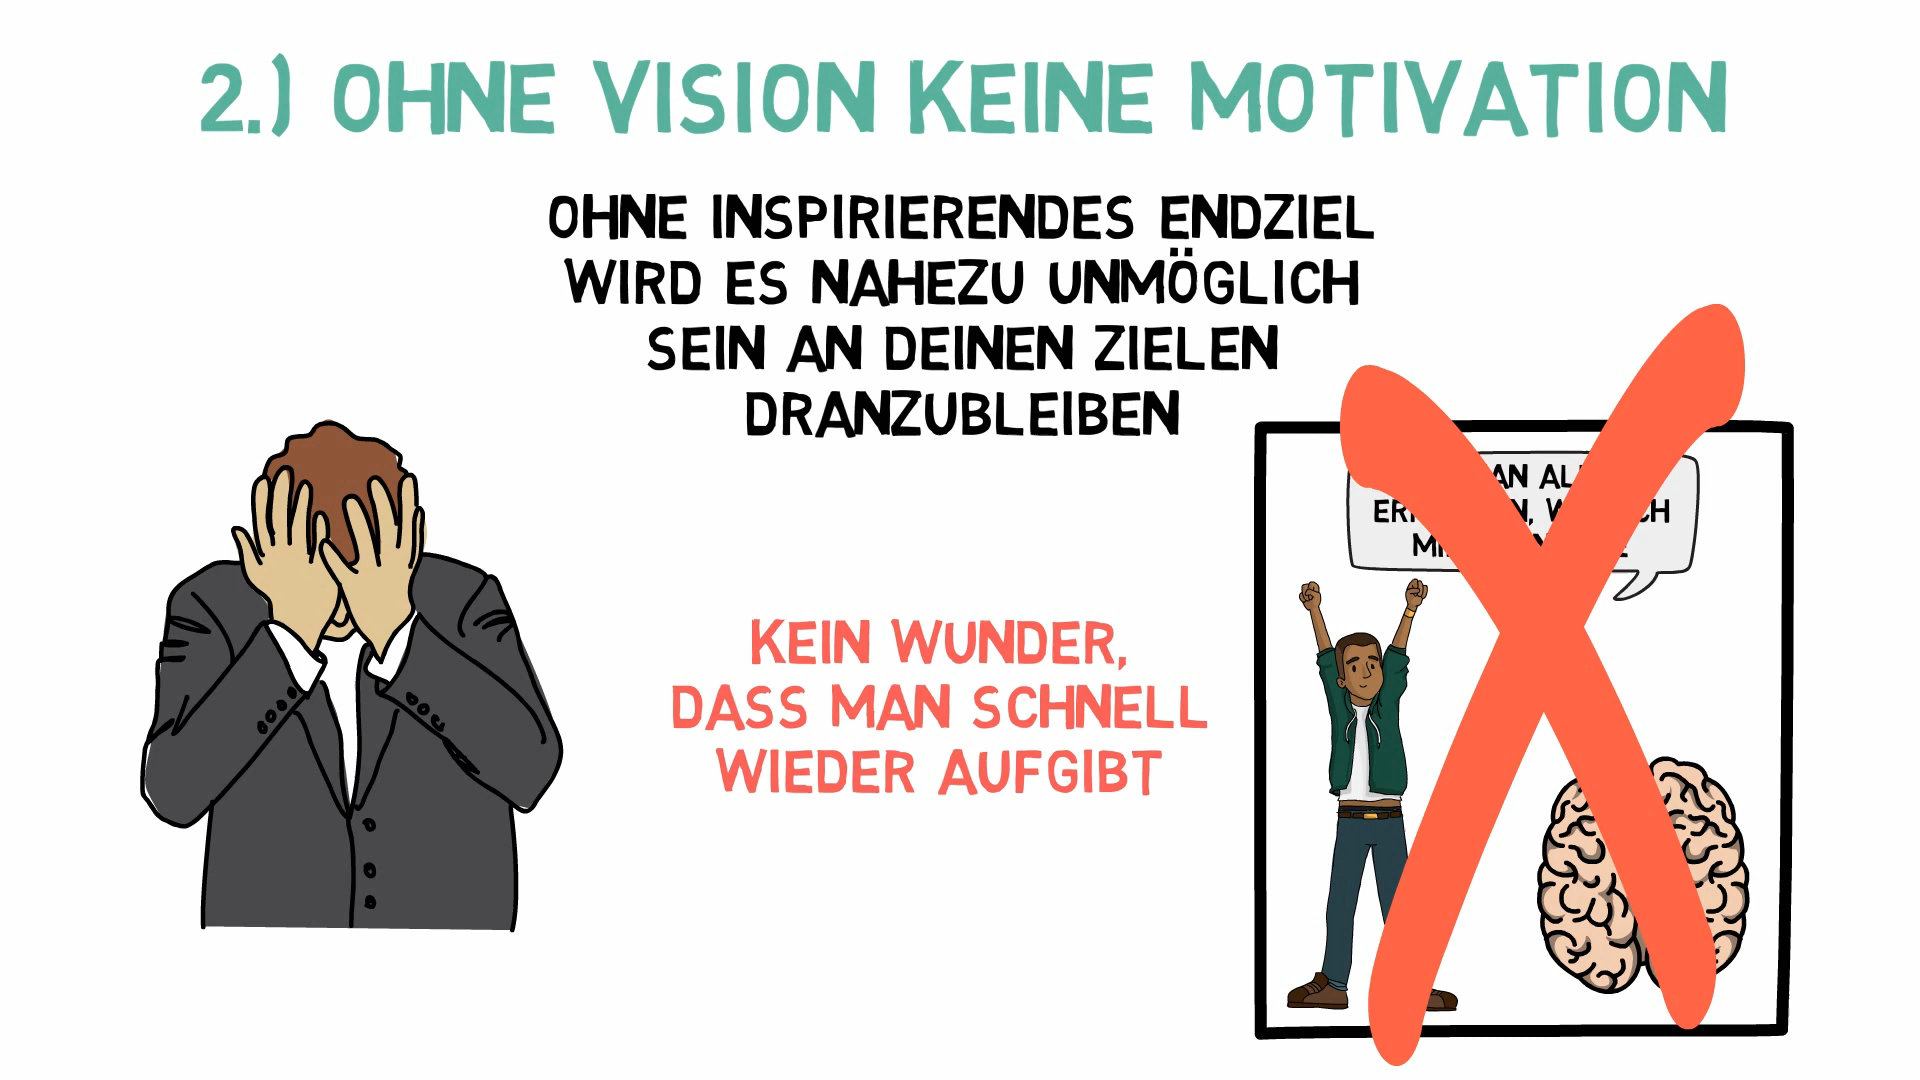 2.) OHNE VISION KEINE MOTIVATION
OHNE INSPIRIERENDES ENDZIEL
WIRD ES NAHEZU UNMÖGLICH
SEIN AN DEINEN ZIELEN
DRANZUBLEIBEN
KEIN WUNDER,
DASS MAN SCHNELL
WIEDER AUFGIBT